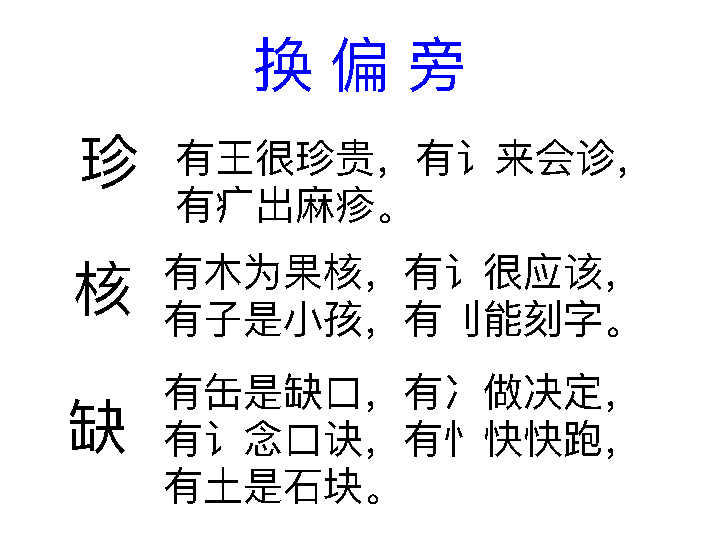 换偏旁
珍
有王很珍贵，有讠来会诊，
有疒出麻疹。
核
有木为果核，有讠很应该，
有子是小孩，有刂能刻字。
缺
有缶是缺口，有冫做决定，
有讠念口诀，有忄快快跑，
有土是石块。